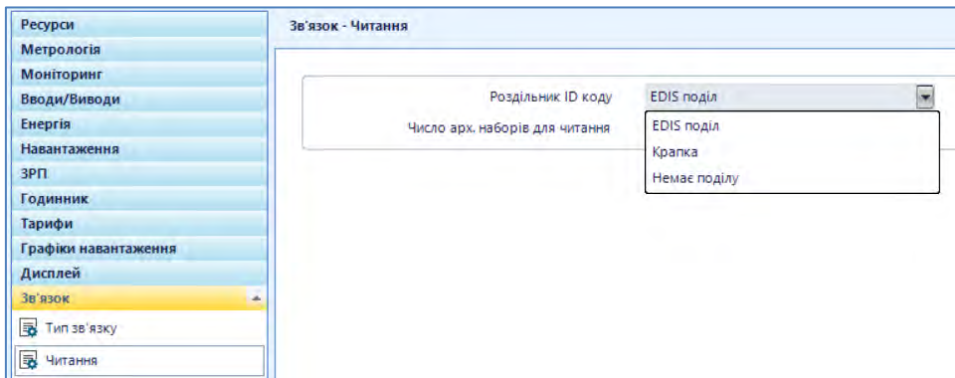 Ресурси
Метрологія
Моніторинг
Вводи/Виводи
Енергія
Навантаження
ЗРП
Годинник
Тарифи
Графіки навантаження
Дисплей
Зв'язок
Тип зв'язку
Читання
Зв'язок - Читання
Роздільник ID коду EDIS поділ
EDIS поділ
Число арх. наборів для читання
Крапка
Немає поділу